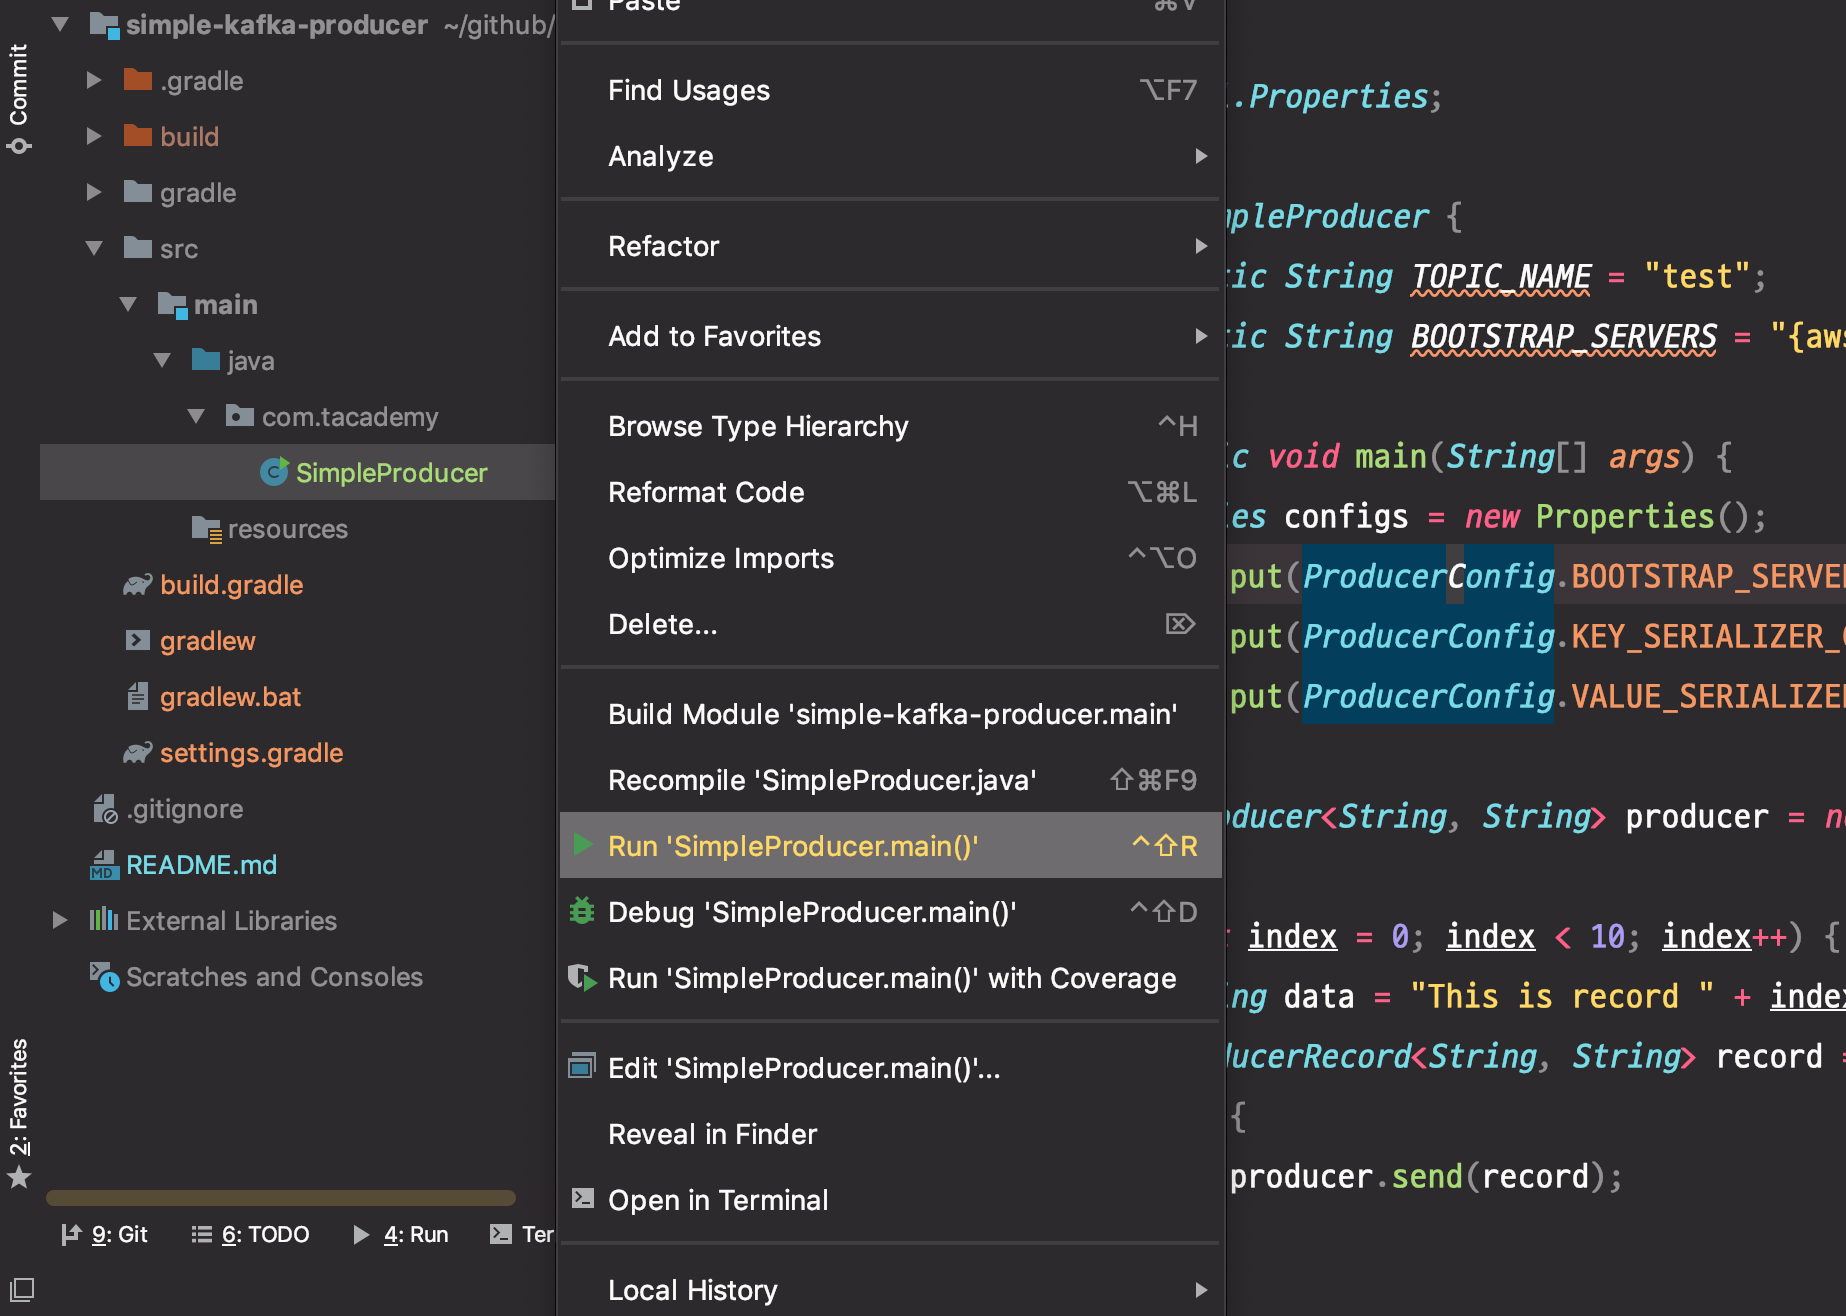 Commit
2: Favorites
simple-kafka-producer ~/github/
.gradle
build
gradle
src
main
java
com.tacademy
SimpleProducer
resources
build.gradle
gradlew
gradlew.bat
settings.gradle
.gitignore
README.md
External Libraries
Scratches and Consoles
9: Git 6: TODO 4: Run Ter
Paste ⌘V
Find Usages ⌥F7
Analyze
Refactor
Add to Favorites
Browse Type Hierarchy ^H
Reformat Code ⌥⌘L
Optimize Imports ^⌥O
Delete... ⌦
Build Module 'simple-kafka-producer.main'
Recompile 'SimpleProducer.java' ⇧⌘F9
Run 'SimpleProducer.main()' ^⇧R
Debug 'SimpleProducer.main()' ^⇧D
Run 'SimpleProducer.main()' with Coverage
Edit 'SimpleProducer.main()'...
Reveal in Finder
Open in Terminal
Local History
.Properties;
pleProducer {
ic String TOPIC_NAME = "test";
ic String BOOTSTRAP_SERVERS = "{aws
c void main(String[] args) {
es configs = new Properties();
put(ProducerConfig.BOOTSTRAP_SERVE
put(ProducerConfig.KEY_SERIALIZER_
put(ProducerConfig.VALUE_SERIALIZE
ducer<String, String> producer = n
index = 0; index < 10; index++) {
ng data = "This is record " + inde
ucerRecord<String, String> record =
{
producer.send(record);